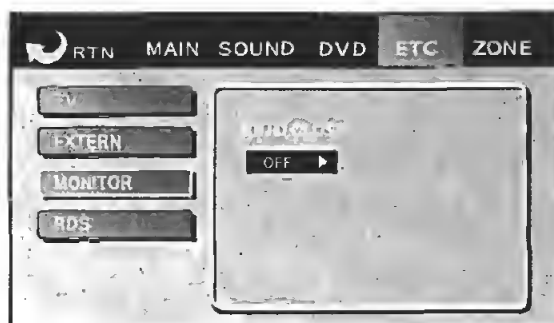 RTN MAIN SOUND DVD ETC ZONE
TV
EXTERN
MONITOR
RDS
OFF